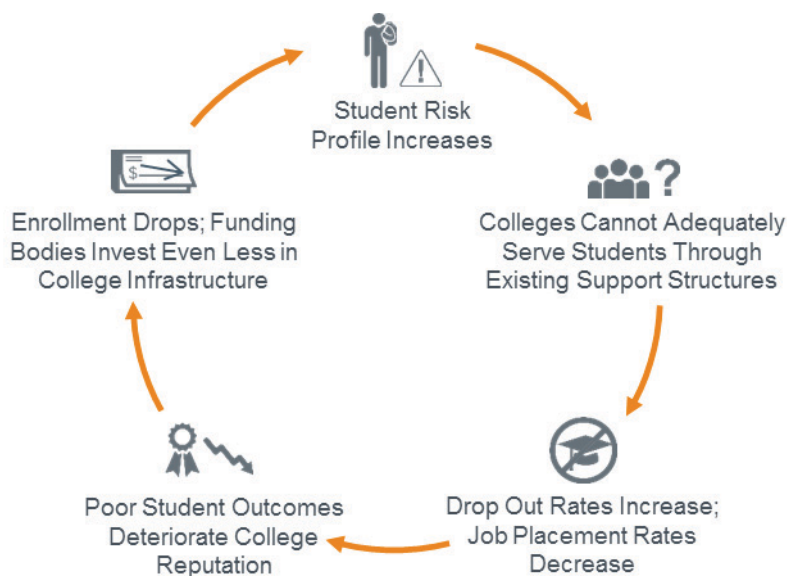 Student Risk
Profile Increases
Colleges Cannot Adequately
Serve Students Through
Existing Support Structures
?
Drop Out Rates Increase;
Job Placement Rates
Decrease
Poor Student Outcomes
Deteriorate College
Reputation
Enrollment Drops; Funding
Bodies Invest Even Less in
College Infrastructure
$